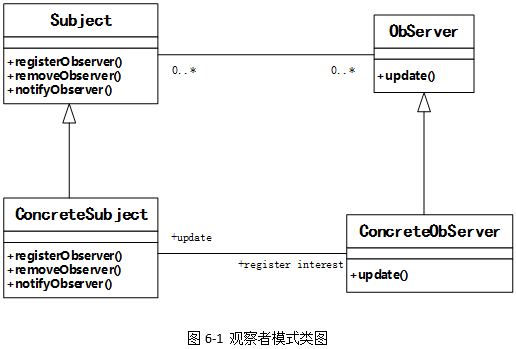 Subject
+registerObserver()
+removeObserver()
+notifyObserver()
ObServer
+update()
0..*
0..*
ConcreteSubject
+registerObserver()
+removeObserver()
+notifyObserver()
ConcreteObServer
+update()
+update
+register interest
图 6-1 观察者模式类图